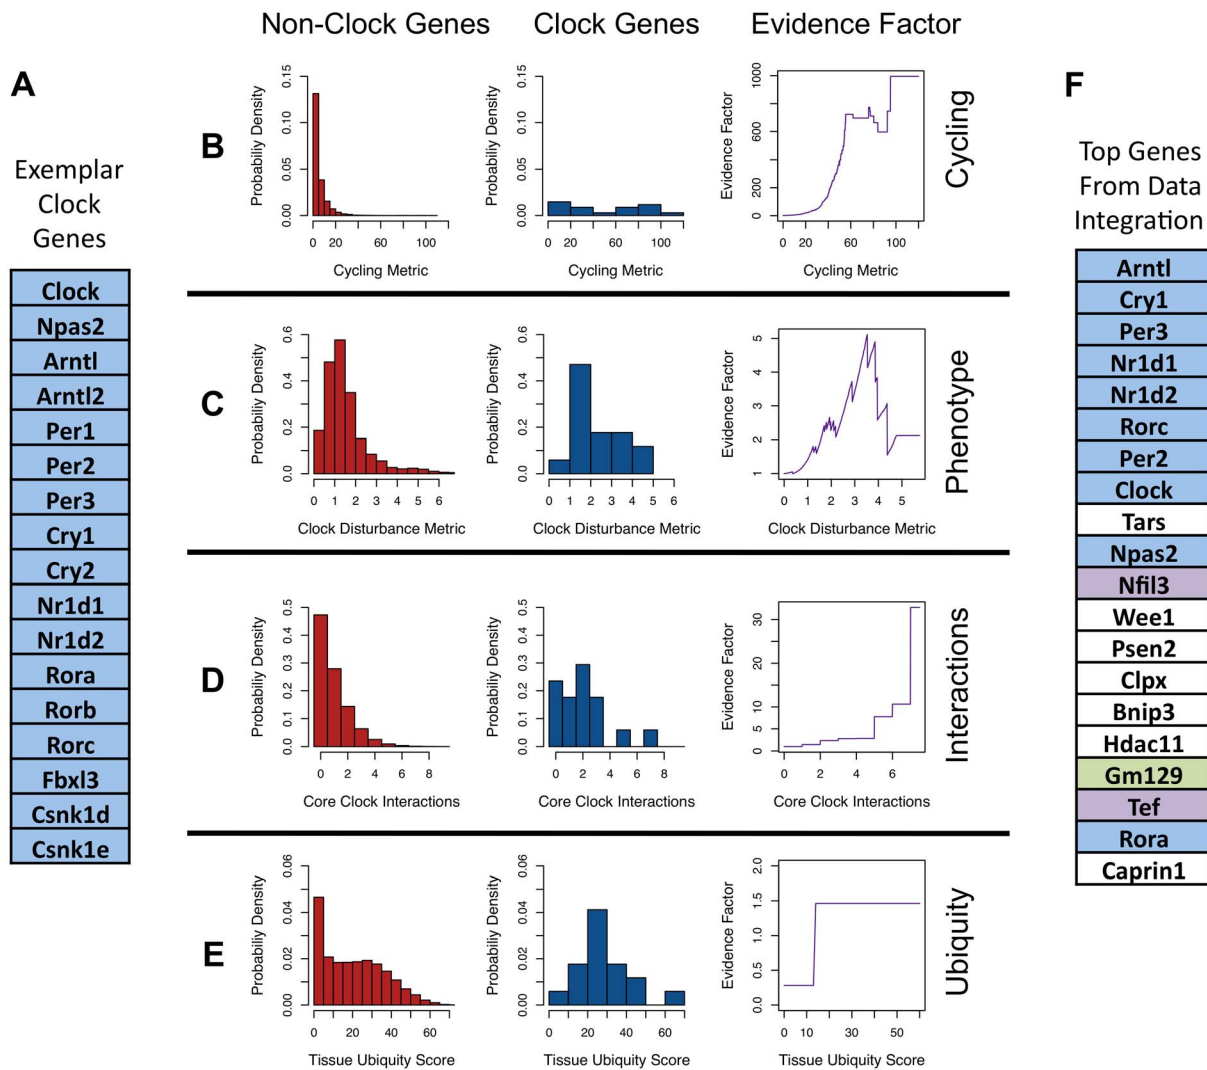 Non-Clock Genes
Clock Genes
Evidence Factor
A
Exemplar
Clock
Genes
Clock
Npas2
Arntl
Arntl2
Per1
Per2
Per3
Cry1
Cry2
Nr1d1
Nr1d2
Rora
Rorb
Rorc
Fbxl3
Csnk1d
Csnk1e
B
Probability Density
0.00 0.05 0.10 0.15
0 20 60 100
Cycling Metric
Probability Density
0.00 0.05 0.10 0.15
0 20 60 100
Cycling Metric
Evidence Factor
0 200 600 1000
0 20 60 100
Cycling Metric
Cycling
C
Probabiliy Density
0.0 0.2 0.4 0.6
0 1 2 3 4 5 6
Clock Disturbance Metric
Probability Density
0.0 0.2 0.4 0.6
0 1 2 3 4 5 6
Clock Disturbance Metric
Evidence Factor
1 2 3 4 5
0 1 2 3 4 5
Clock Disturbance Metric
Phenotype
D
Probability Density
0.0 0.1 0.2 0.3 0.4 0.5
0 2 4 6 8
Core Clock Interactions
Probability Density
0.0 0.1 0.2 0.3 0.4 0.5
0 2 4 6 8
Core Clock Interactions
Evidence Factor
0 5 10 20 30
0 2 4 6
Core Clock Interactions
Interactions
E
Probability Density
0.00 0.02 0.04 0.06
0 20 40 60
Tissue Ubiquity Score
Probability Density
0.00 0.02 0.04 0.06
0 20 40 60
Tissue Ubiquity Score
Evidence Factor
0.0 0.5 1.0 1.5 2.0
0 10 30 50
Tissue Ubiquity Score
Ubiquity
F
Top Genes
From Data
Integration
Arntl
Cry1
Per3
Nr1d1
Nr1d2
Rorc
Per2
Clock
Tars
Npas2
Nfil3
Wee1
Psen2
Clpx
Bnip3
Hdac11
Gm129
Tef
Rora
Caprin1